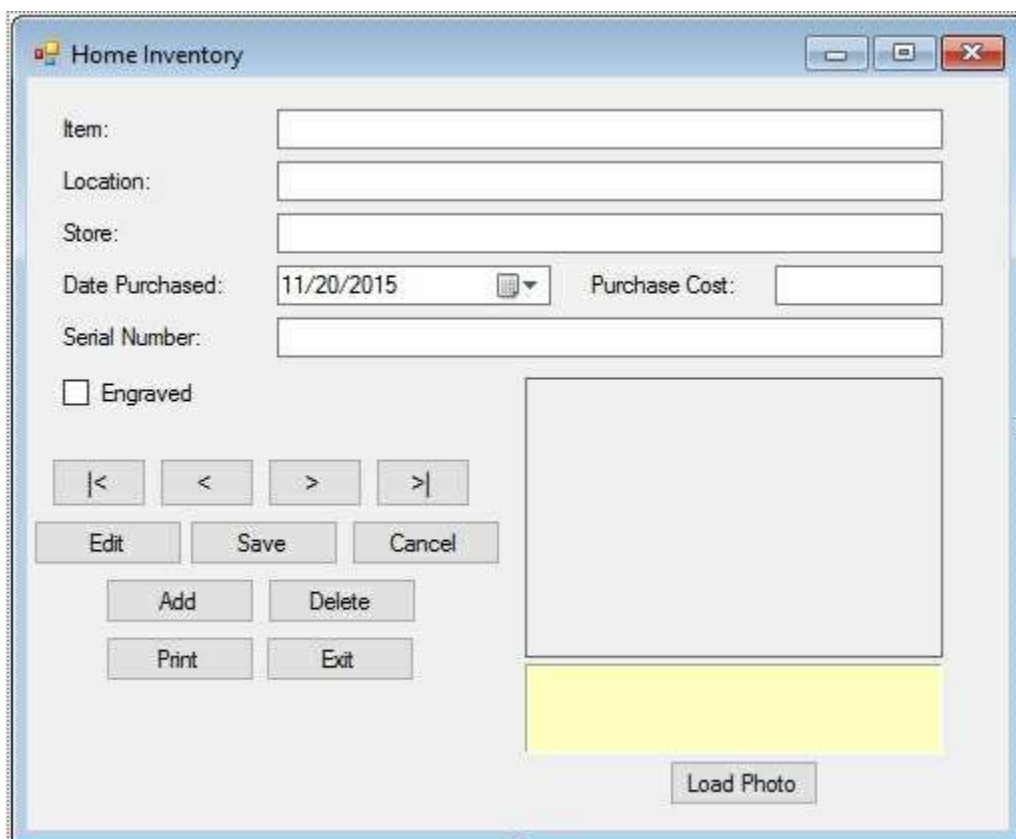 Home Inventory
Item:
Location:
Store:
Date Purchased: 11/20/2015 Purchase Cost:
Serial Number:
Engraved
|< < > >|
Edit Save Cancel
Add Delete
Print Exit
Load Photo